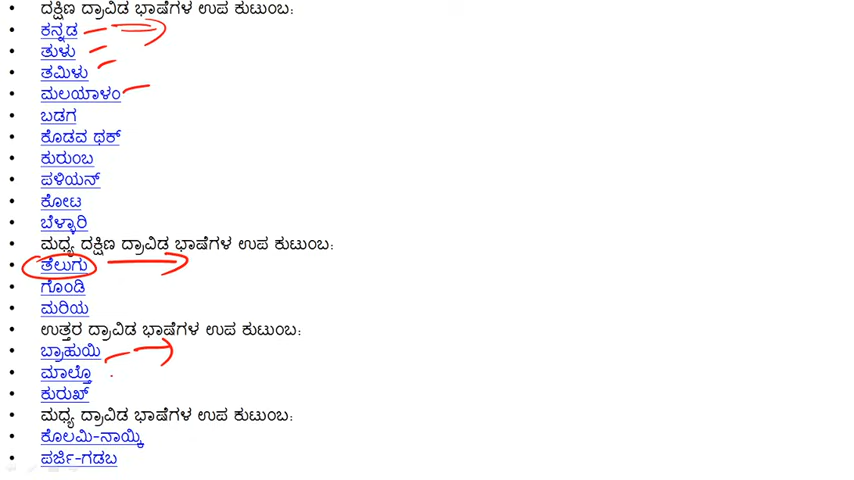 ದಕ್ಷಿಣ ದ್ರಾವಿಡ ಭಾಷೆಗಳ ಉಪ ಕುಟುಂಬ:
ಕನ್ನಡ
ತುಳು
ತಮಿಳು
ಮಲಯಾಳಂ
ಬಡಗ
ಕೊಡವ ಥಕ್
ಕುರುಂಬ
ಪಳಿಯನ್
ಕೋಟ
ಬೆಳ್ಳಾರಿ
ಮಧ್ಯ ದಕ್ಷಿಣ ದ್ರಾವಿಡ ಭಾಷೆಗಳ ಉಪ ಕುಟುಂಬ:
ತೆಲುಗು
ಗೊಂಡಿ
ಮರಿಯ
ಉತ್ತರ ದ್ರಾವಿಡ ಭಾಷೆಗಳ ಉಪ ಕುಟುಂಬ:
ಬ್ರಾಹುಯಿ
ಮಾಲ್ತೊ
ಕುರುಖ್
ಮಧ್ಯ ದ್ರಾವಿಡ ಭಾಷೆಗಳ ಉಪ ಕುಟುಂಬ:
ಕೊಲಮಿ-ನಾಯ್ಕಿ
ಪರ್ಜಿ-ಗಡಬ